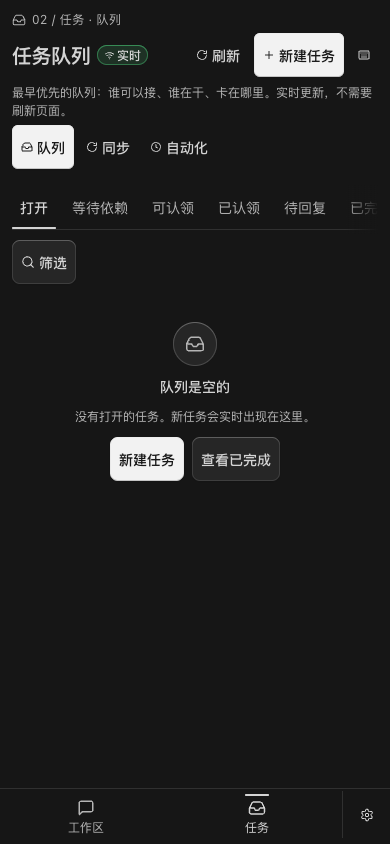 02 / 任务 · 队列
任务队列 实时 刷新 新建任务
最早优先的队列：谁可以接、谁在干、卡在哪里。实时更新，不需要
刷新页面。
队列 同步 自动化
打开 等待依赖 可认领 已认领 待回复 已完
筛选
队列是空的
没有打开的任务。新任务会实时出现在这里。
新建任务 查看已完成
工作区 任务